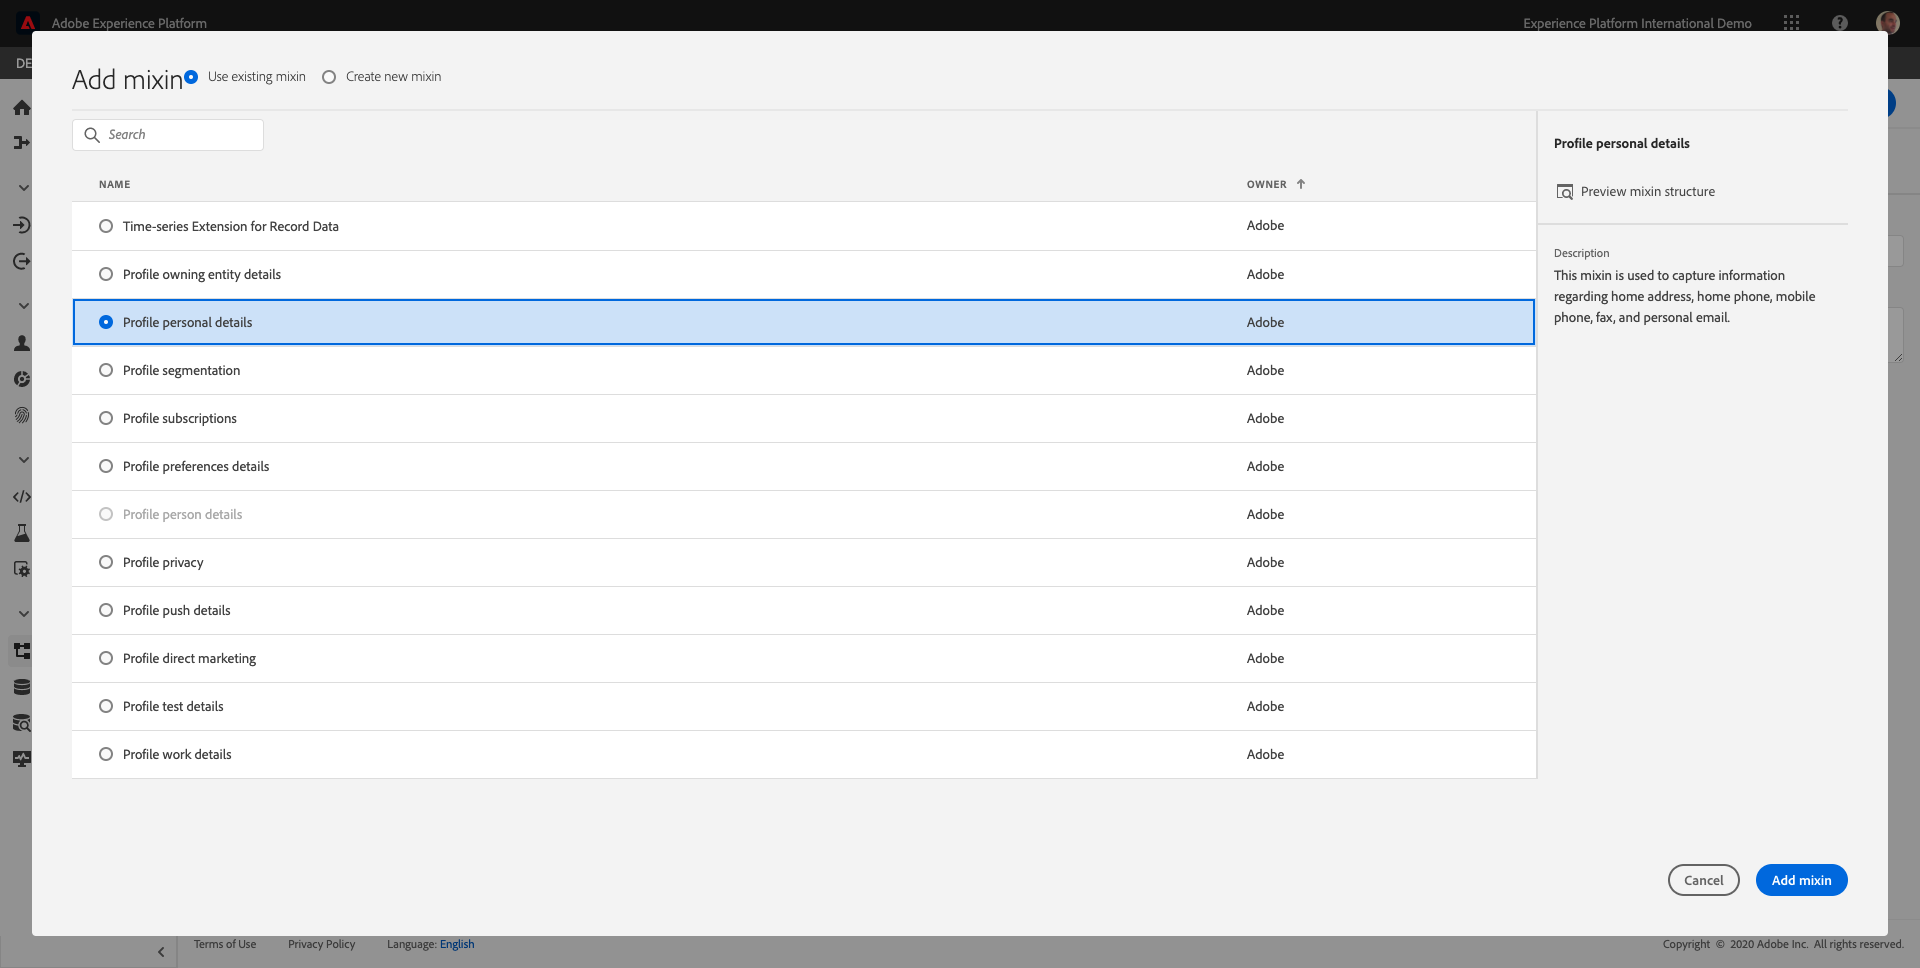 Adobe Experience Platform
Experience Platform International Demo
DE
Add mixin
Use existing mixin
Create new mixin
Search
NAME
OWNER
Time-series Extension for Record Data
Adobe
Profile owning entity details
Adobe
Profile personal details
Adobe
Profile segmentation
Adobe
Profile subscriptions
Adobe
Profile preferences details
Adobe
Profile person details
Adobe
Profile privacy
Adobe
Profile push details
Adobe
Profile direct marketing
Adobe
Profile test details
Adobe
Profile work details
Adobe
Profile personal details
Preview mixin structure
Description
This mixin is used to capture information
regarding home address, home phone, mobile
phone, fax, and personal email.
Cancel
Add mixin
Terms of Use
Privacy Policy
Language: English
Copyright © 2020 Adobe Inc. All rights reserved.